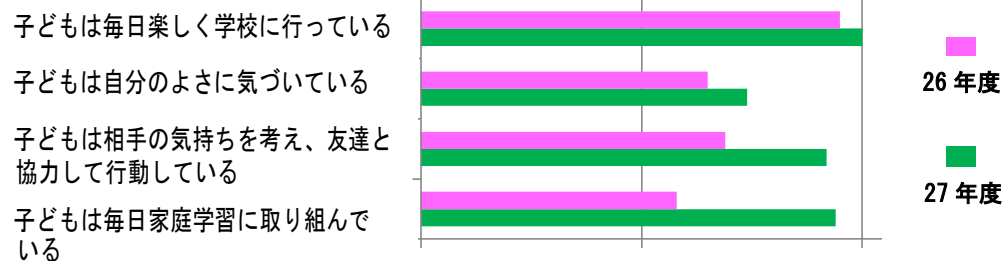 子どもは毎日楽しく学校に行っている
子どもは自分のよさに気づいている
子どもは相手の気持ちを考え、友達と
協力して行動している
子どもは毎日家庭学習に取り組んで
いる
26 年度
27 年度